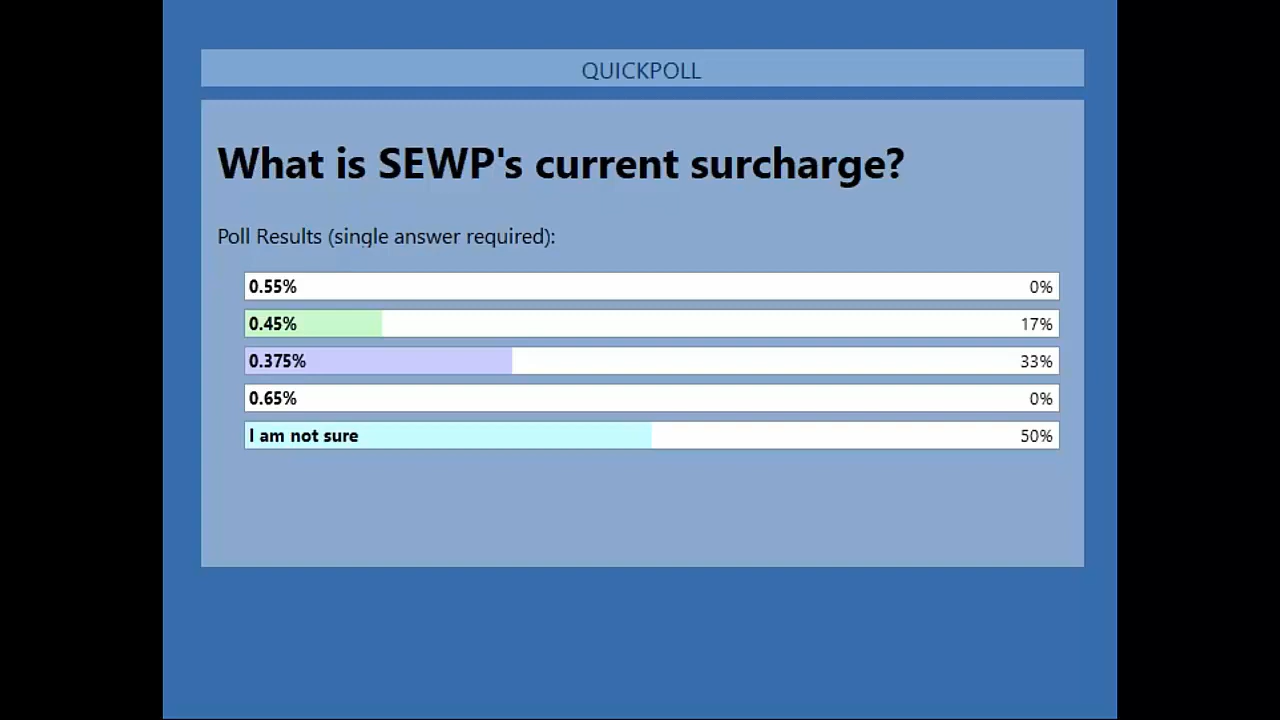 QUICKPOLL
What is SEWP's current surcharge?
Poll Results (single answer required):
0.55% 0%
0.45% 17%
0.375% 33%
0.65% 0%
I am not sure 50%